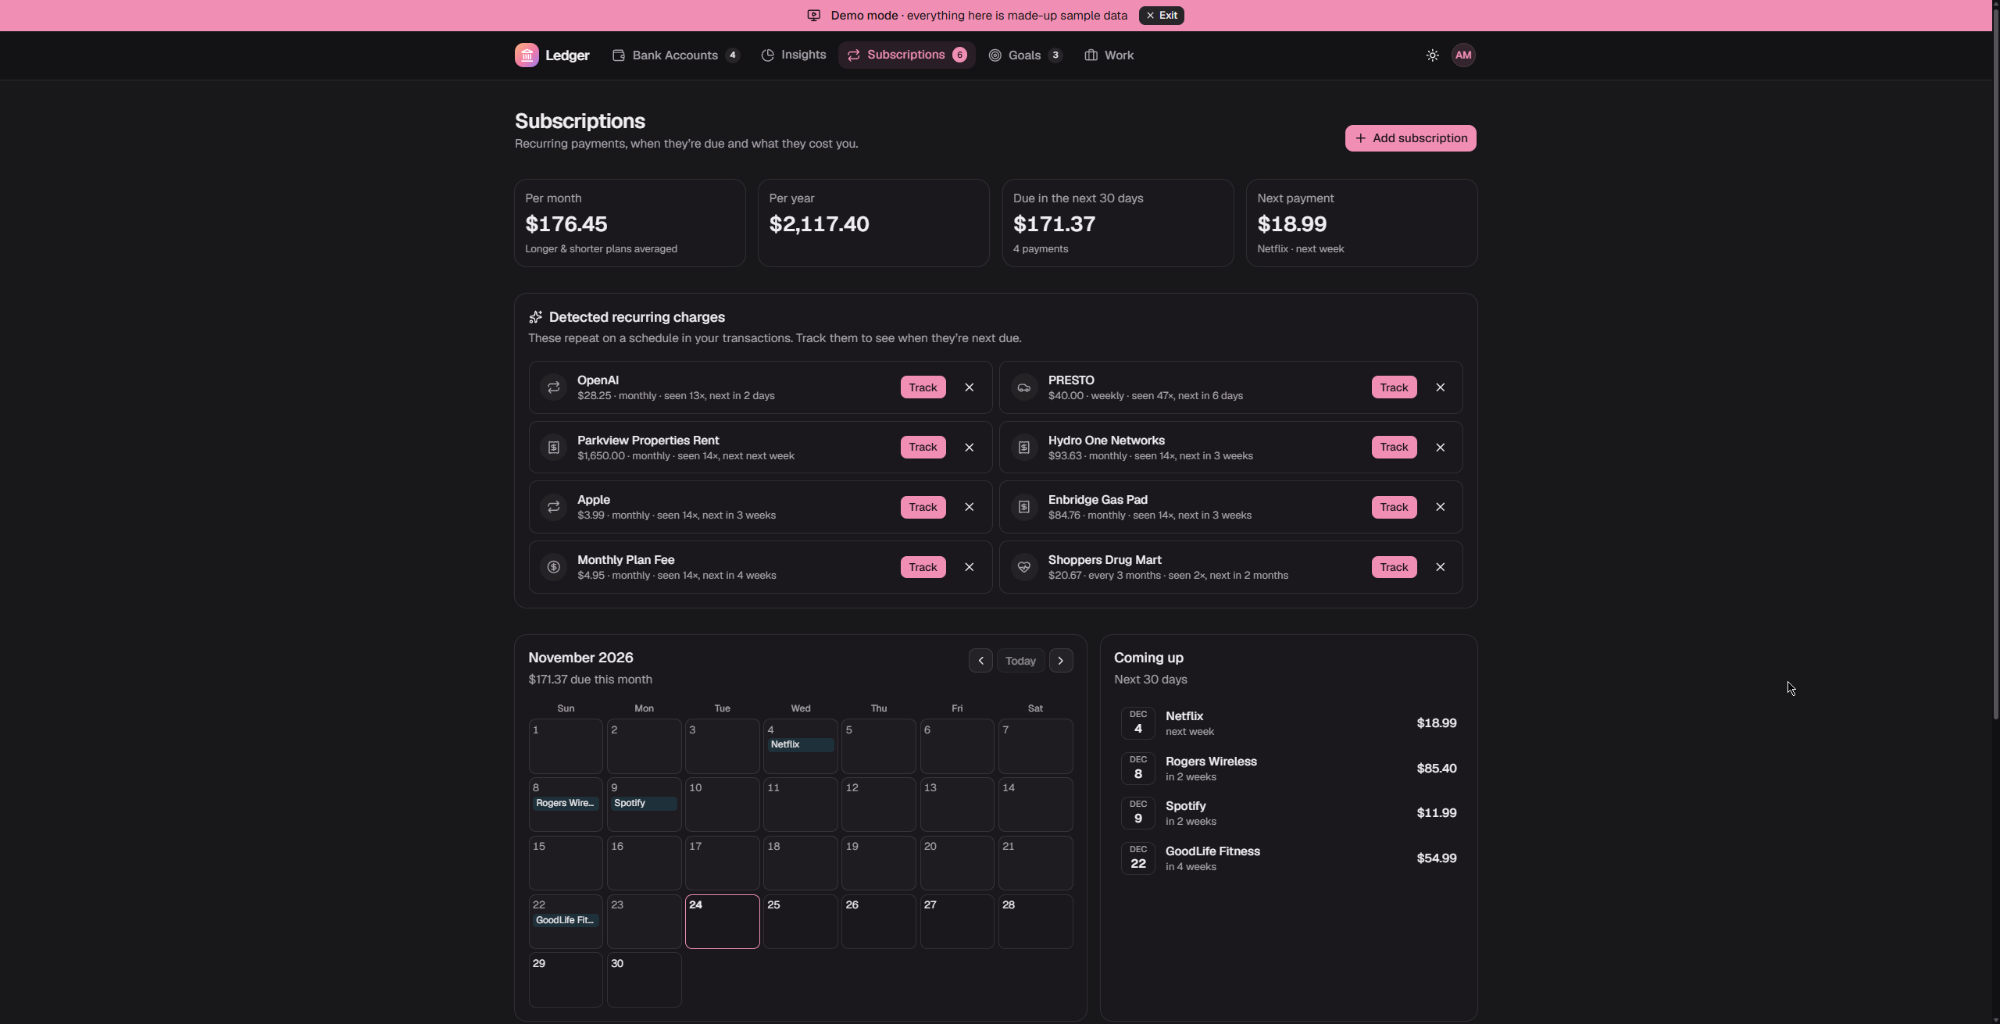 Demo mode · everything here is made-up sample data
Exit
Ledger
Bank Accounts 4
Insights
Subscriptions 6
Goals 3
Work
AM
Subscriptions
Recurring payments, when they're due and what they cost you.
Add subscription
Per month
$176.45
Longer & shorter plans averaged
Per year
$2,117.40
Due in the next 30 days
$171.37
4 payments
Next payment
$18.99
Netflix · next week
Detected recurring charges
These repeat on a schedule in your transactions. Track them to see when they're next due.
OpenAI
$28.25 · monthly · seen 13×, next in 2 days
Track
PRESTO
$40.00 · weekly · seen 47×, next in 6 days
Track
Parkview Properties Rent
$1,650.00 · monthly · seen 14×, next next week
Track
Hydro One Networks
$93.63 · monthly · seen 14×, next in 3 weeks
Track
Apple
$3.99 · monthly · seen 14×, next in 3 weeks
Track
Enbridge Gas Pad
$84.76 · monthly · seen 14×, next in 3 weeks
Track
Monthly Plan Fee
$4.95 · monthly · seen 14×, next in 4 weeks
Track
Shoppers Drug Mart
$20.67 · every 3 months · seen 2×, next in 2 months
Track
November 2026
$171.37 due this month
Today
Sun Mon Tue Wed Thu Fri Sat
1 2 3 4 5 6 7
Netflix
8 9 10 11 12 13 14
Rogers Wire... Spotify
15 16 17 18 19 20 21
22 23 24 25 26 27 28
GoodLife Fit...
29 30
Coming up
Next 30 days
DEC 4
Netflix
next week
$18.99
DEC 8
Rogers Wireless
in 2 weeks
$85.40
DEC 9
Spotify
in 2 weeks
$11.99
DEC 22
GoodLife Fitness
in 4 weeks
$54.99